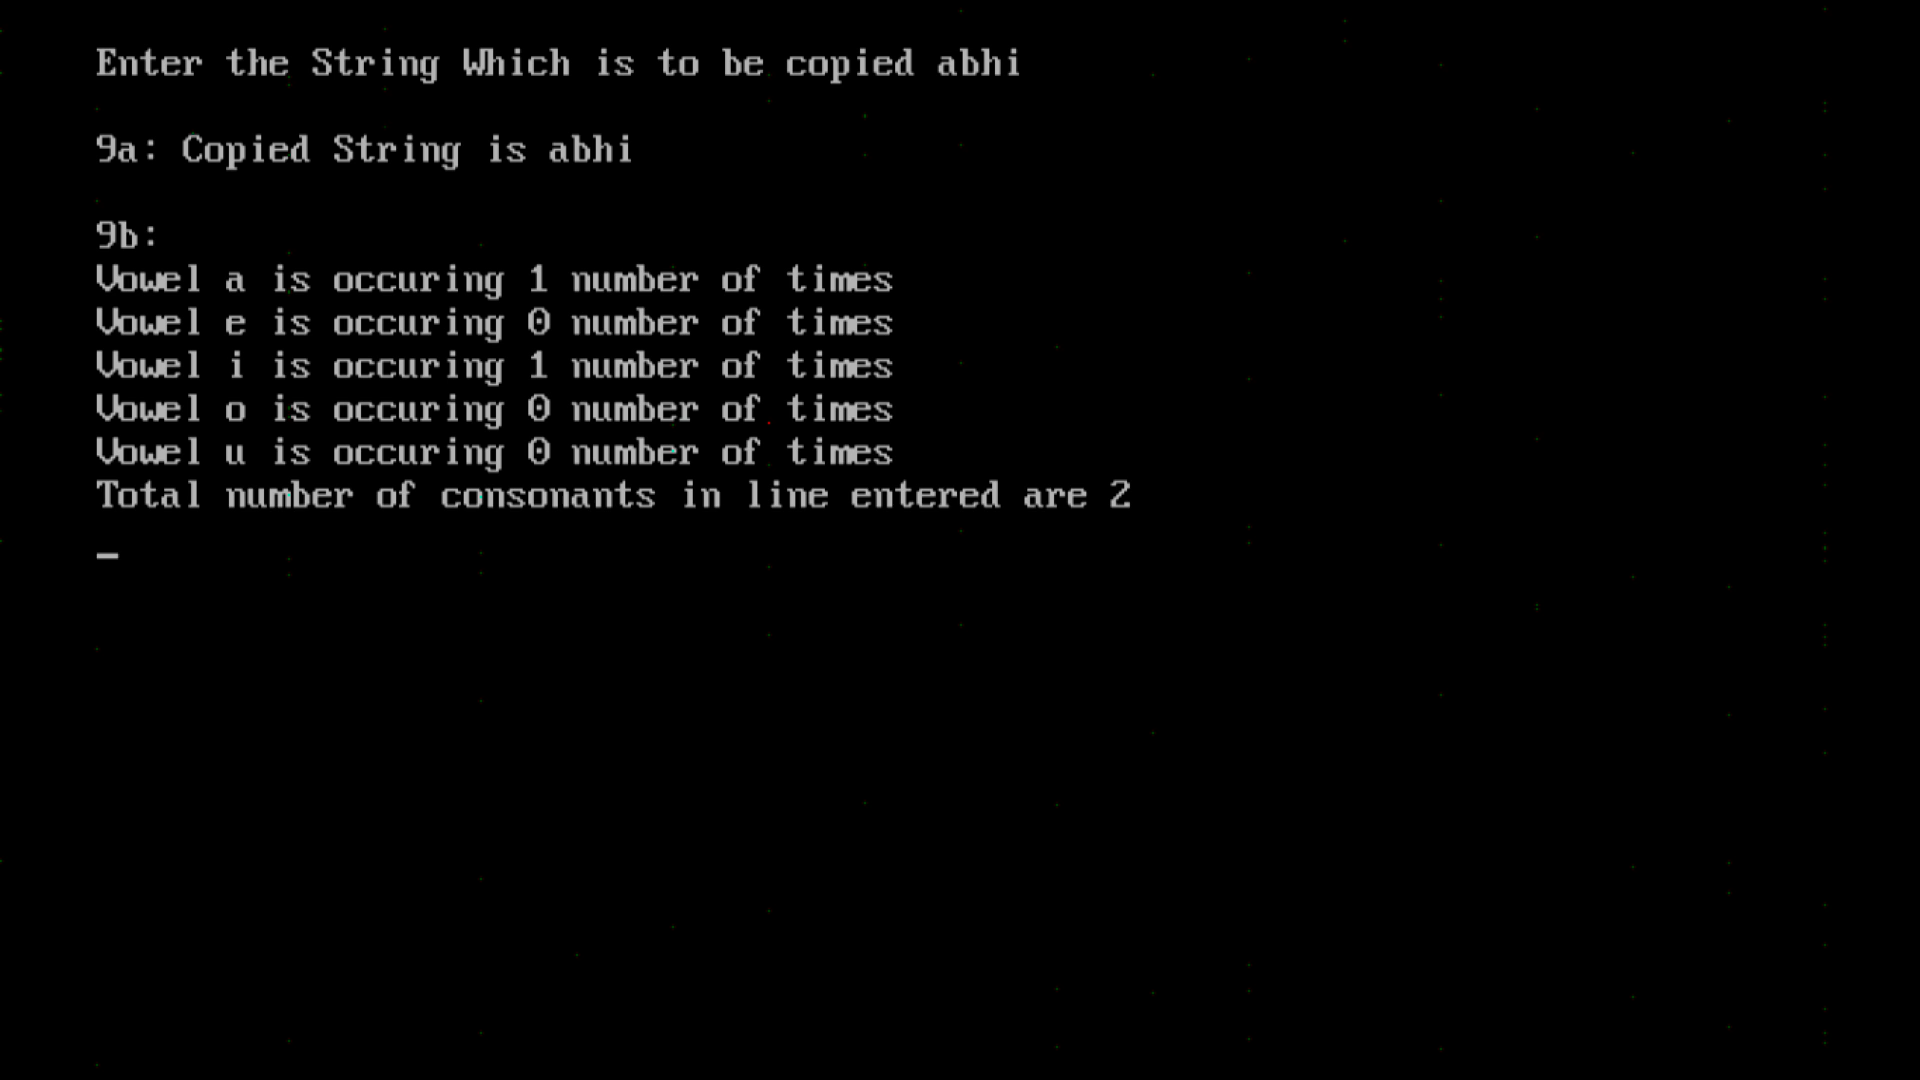 Enter the String Which is to be copied abhi
9a: Copied String is abhi
9b:
Vowel a is occuring 1 number of times
Vowel e is occuring 0 number of times
Vowel i is occuring 1 number of times
Vowel o is occuring 0 number of times
Vowel u is occuring 0 number of times
Total number of consonants in line entered are 2
_